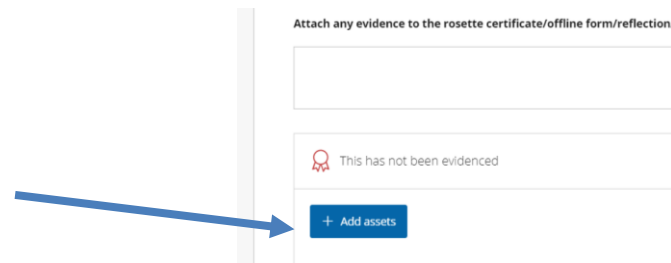 Attach any evidence to the rosette certificate/offline form/reflection
This has not been evidenced
+ Add assets